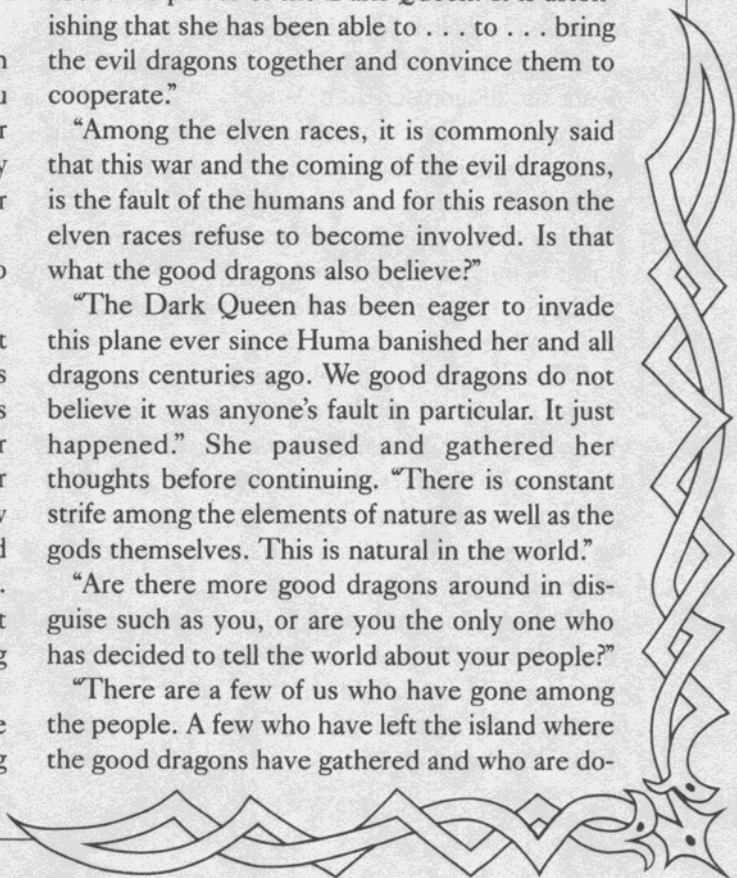 ishing that she has been able to . . . to . . . bring
the evil dragons together and convince them to
cooperate.”
“Among the elven races, it is commonly said
that this war and the coming of the evil dragons,
is the fault of the humans and for this reason the
elven races refuse to become involved. Is that
what the good dragons also believe?”
“The Dark Queen has been eager to invade
this plane ever since Huma banished her and all
dragons centuries ago. We good dragons do not
believe it was anyone’s fault in particular. It just
happened.” She paused and gathered her
thoughts before continuing. “There is constant
strife among the elements of nature as well as the
gods themselves. This is natural in the world.”
“Are there more good dragons around in dis-
guise such as you, or are you the only one who
has decided to tell the world about your people?”
“There are a few of us who have gone among
the people. A few who have left the island where
the good dragons have gathered and who are do-